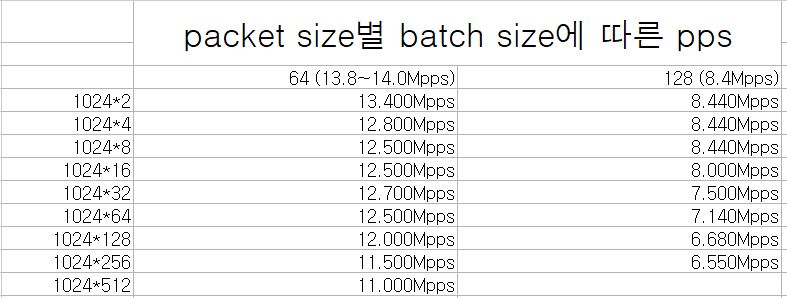 packet size별 batch size에 따른 pps
64 (13.8~14.0Mpps) 128 (8.4Mpps)
1024*2 13.400Mpps 8.440Mpps
1024*4 12.800Mpps 8.440Mpps
1024*8 12.500Mpps 8.440Mpps
1024*16 12.500Mpps 8.000Mpps
1024*32 12.700Mpps 7.500Mpps
1024*64 12.500Mpps 7.140Mpps
1024*128 12.000Mpps 6.680Mpps
1024*256 11.500Mpps 6.550Mpps
1024*512 11.000Mpps